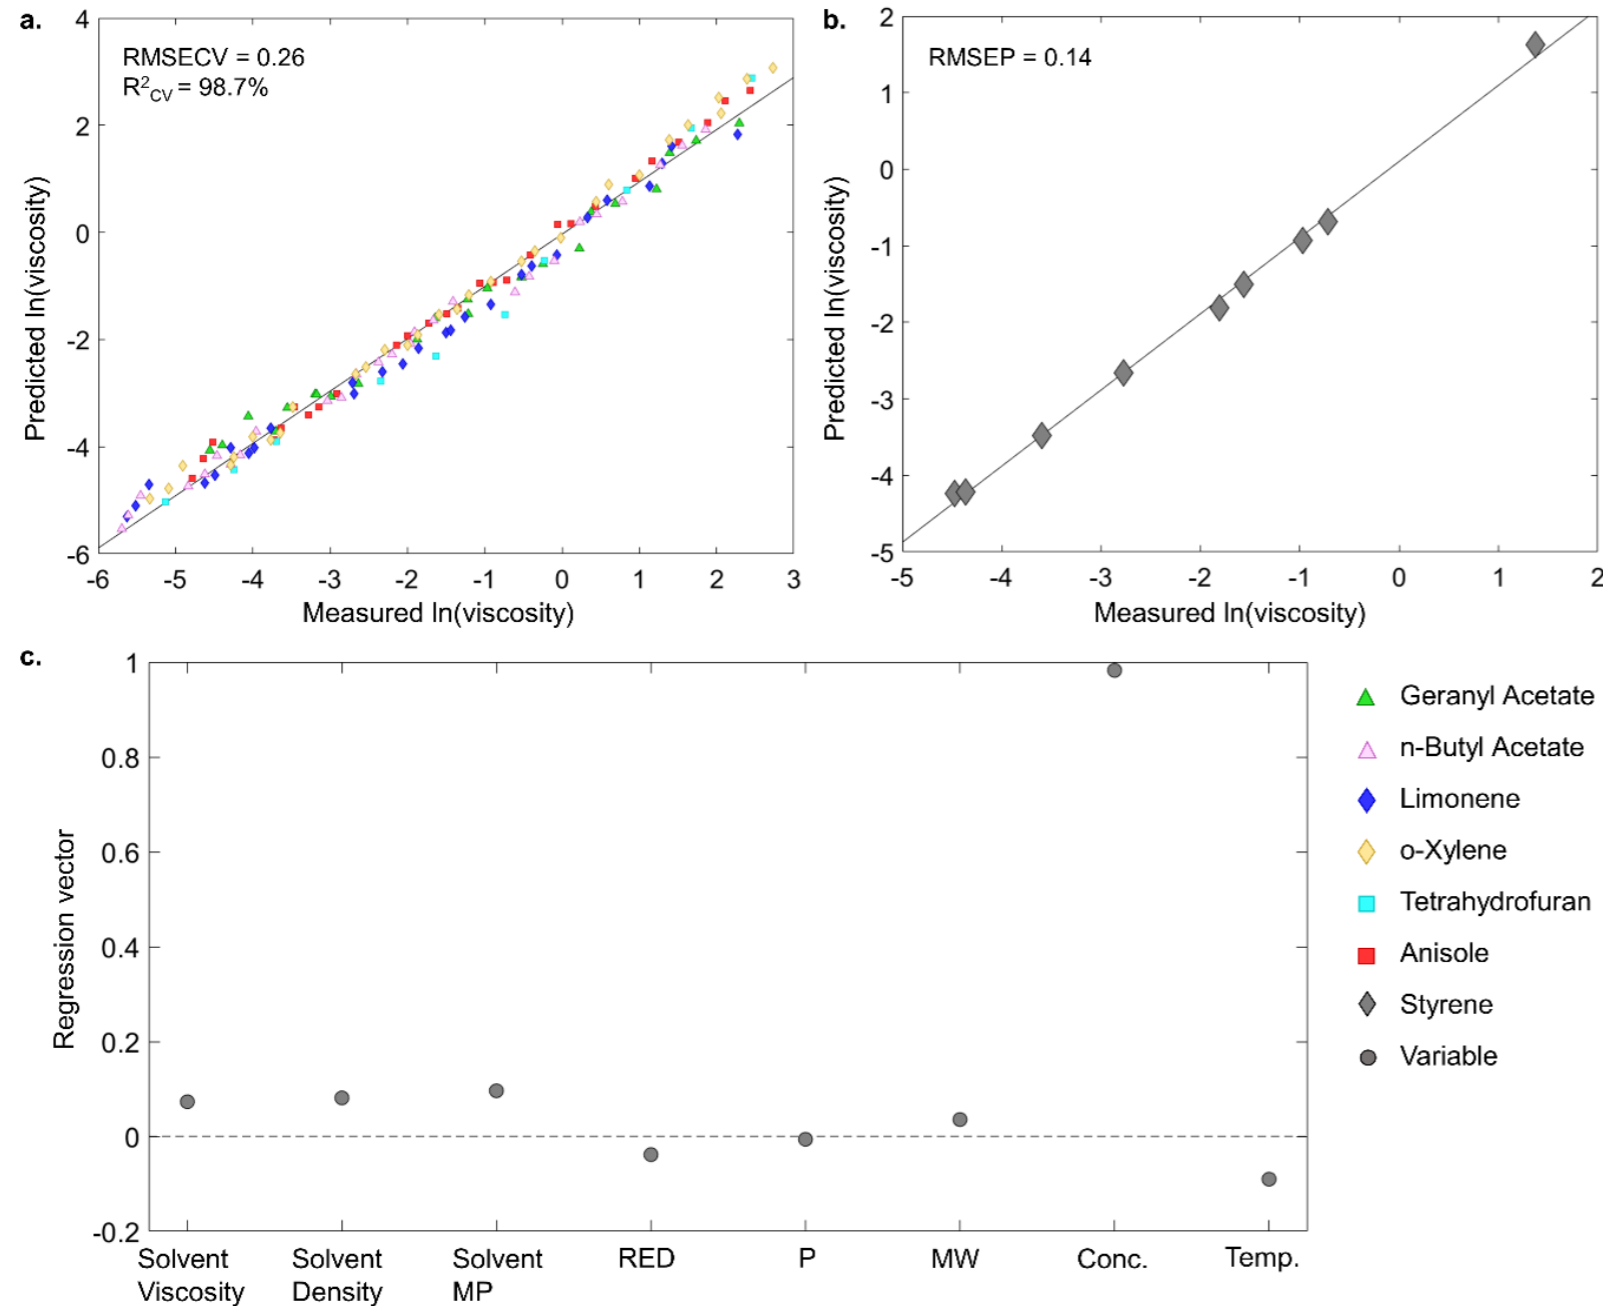 a.
RMSECV = 0.26
R²CV = 98.7%
4
2
0
-2
-4
-6
Predicted ln(viscosity)
-6 -5 -4 -3 -2 -1 0 1 2 3
Measured ln(viscosity)
b.
RMSEP = 0.14
2
1
0
-1
-2
-3
-4
-5
Predicted ln(viscosity)
-5 -4 -3 -2 -1 0 1 2
Measured ln(viscosity)
c.
1
0.8
0.6
0.4
0.2
0
-0.2
Regression vector
Solvent Viscosity
Solvent Density
Solvent MP
RED
P
MW
Conc.
Temp.
Geranyl Acetate
n-Butyl Acetate
Limonene
o-Xylene
Tetrahydrofuran
Anisole
Styrene
Variable